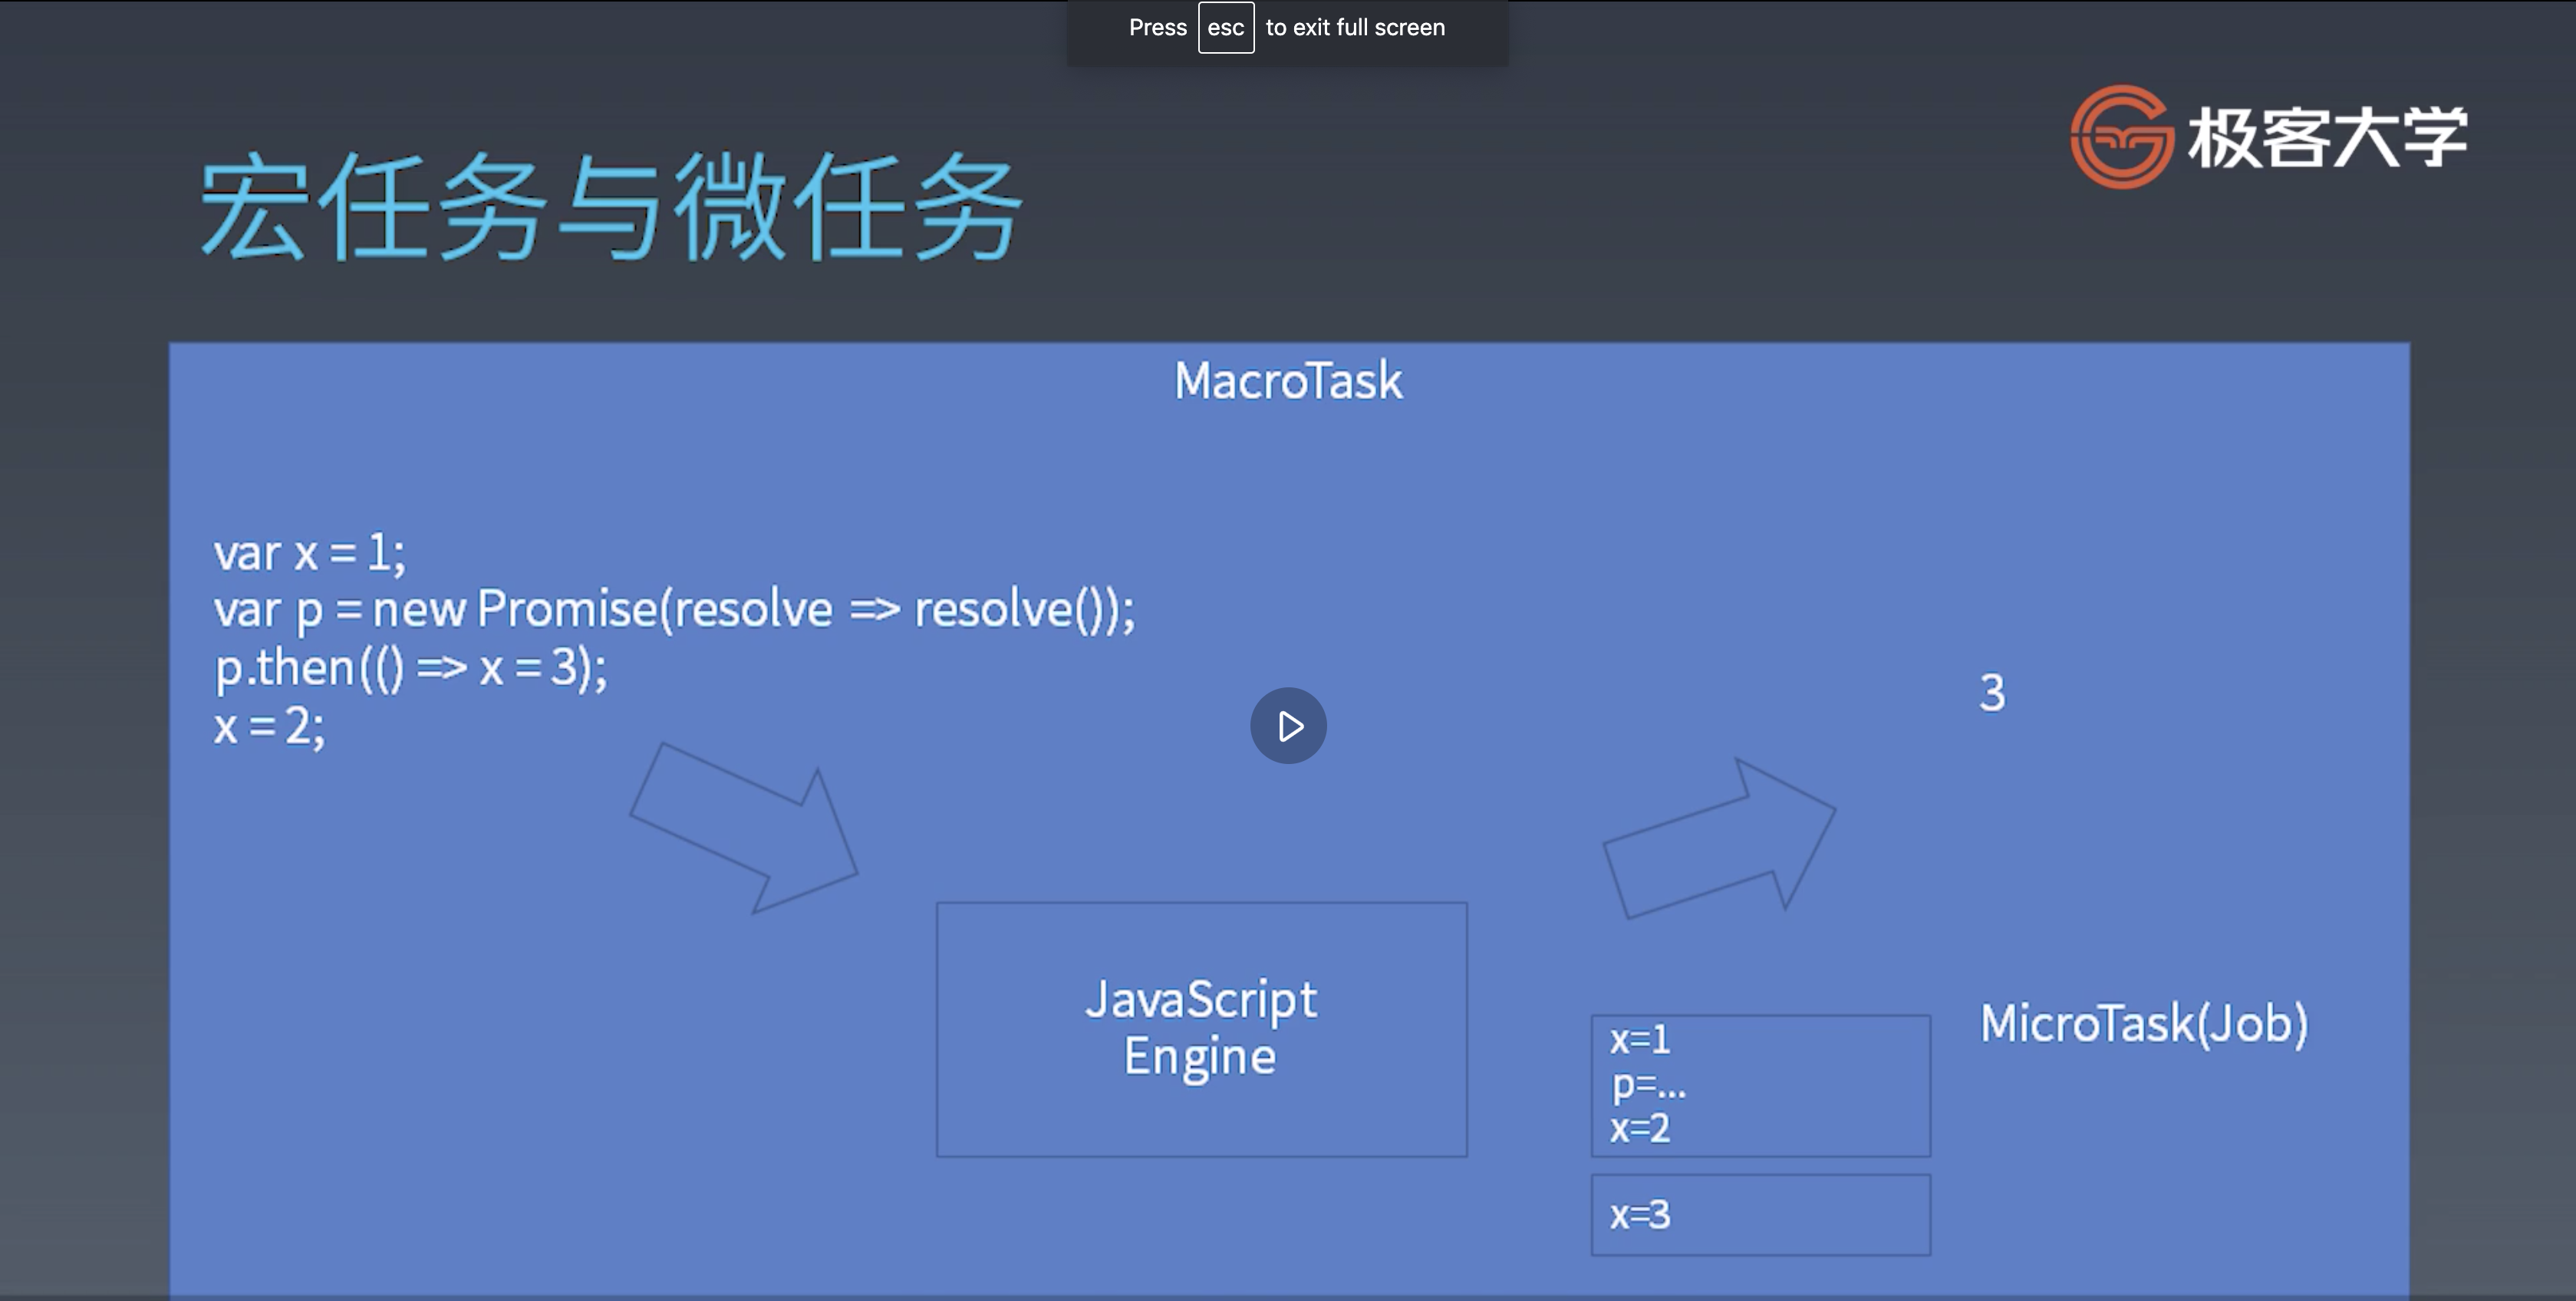 Press esc to exit full screen
极客大学
宏任务与微任务
MacroTask
var x = 1;
var p = new Promise(resolve => resolve());
p.then(() => x = 3);
x = 2;
3
JavaScript
Engine
x=1
p=...
x=2
MicroTask(Job)
x=3